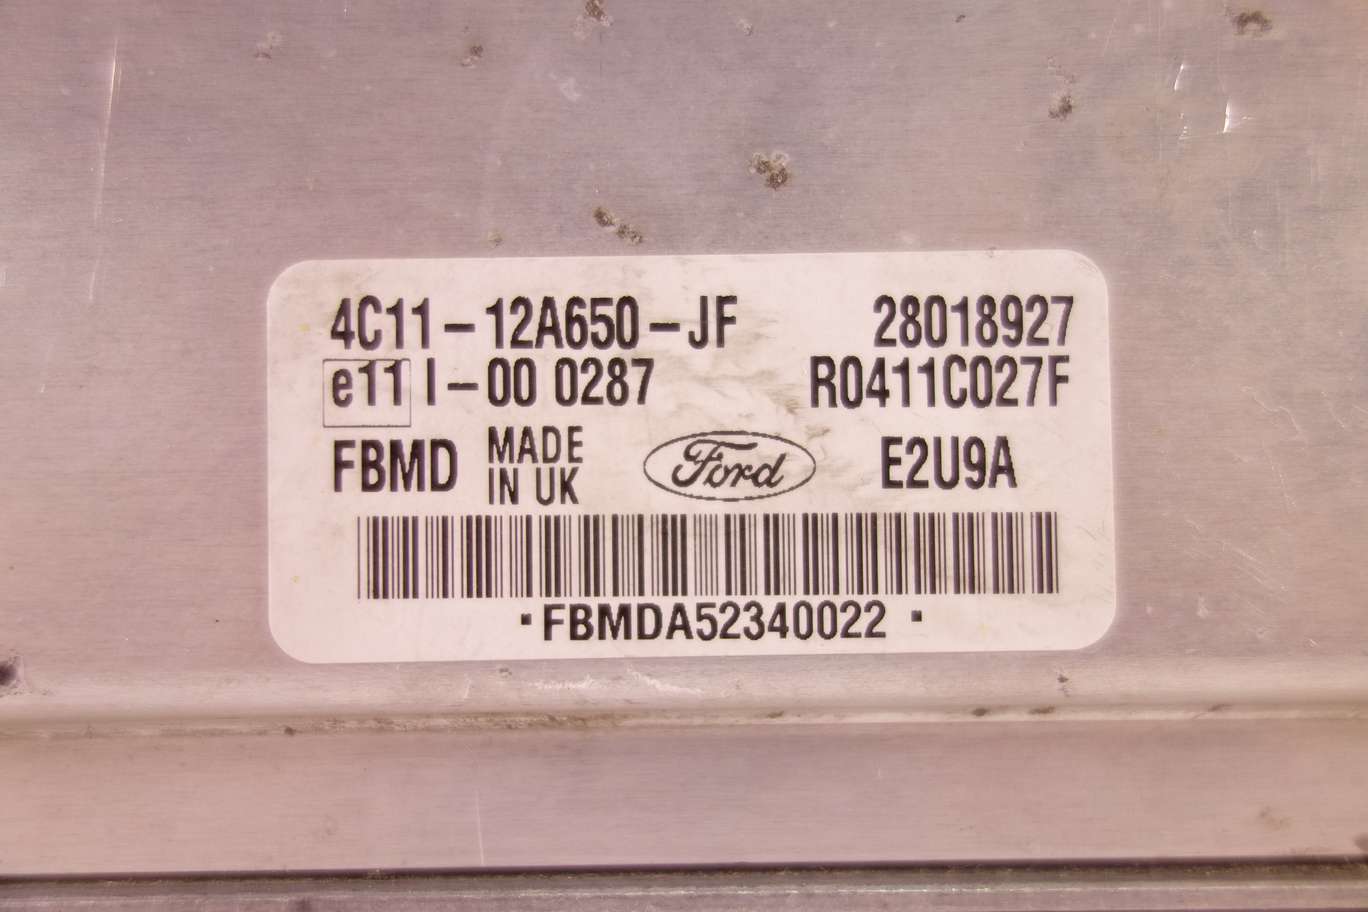 4C11-12A650-JF 28018927
e11 I-00 0287 R0411C027F
FBMD MADE IN UK Ford E2U9A
FBMDA52340022